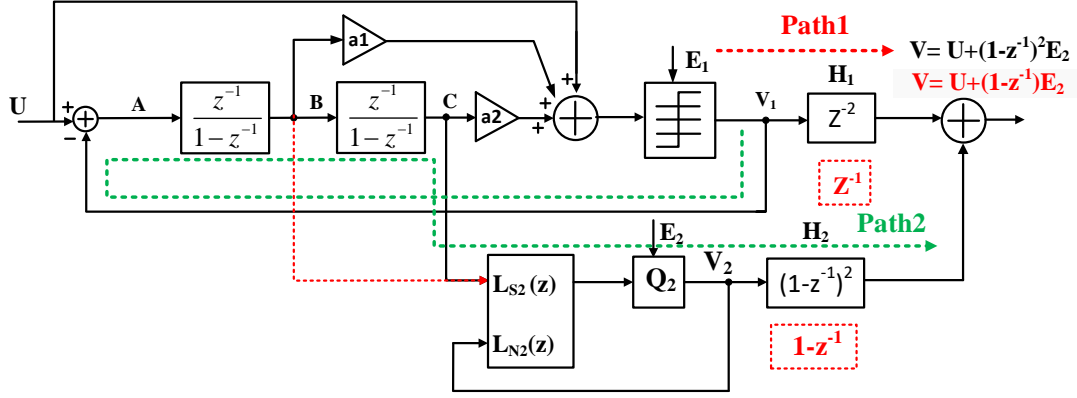 a1
Path1
V= U+(1-z⁻¹)²E₂
V= U+(1-z⁻¹)E₂
E₁
H₁
U
+
−
A
z⁻¹
1 - z⁻¹
B
z⁻¹
1 - z⁻¹
C
a2
+
+
+
V₁
Z⁻²
Z⁻¹
Path2
E₂
H₂
L_S2 (z)
Q₂
V₂
(1-z⁻¹)²
L_N2(z)
1-z⁻¹